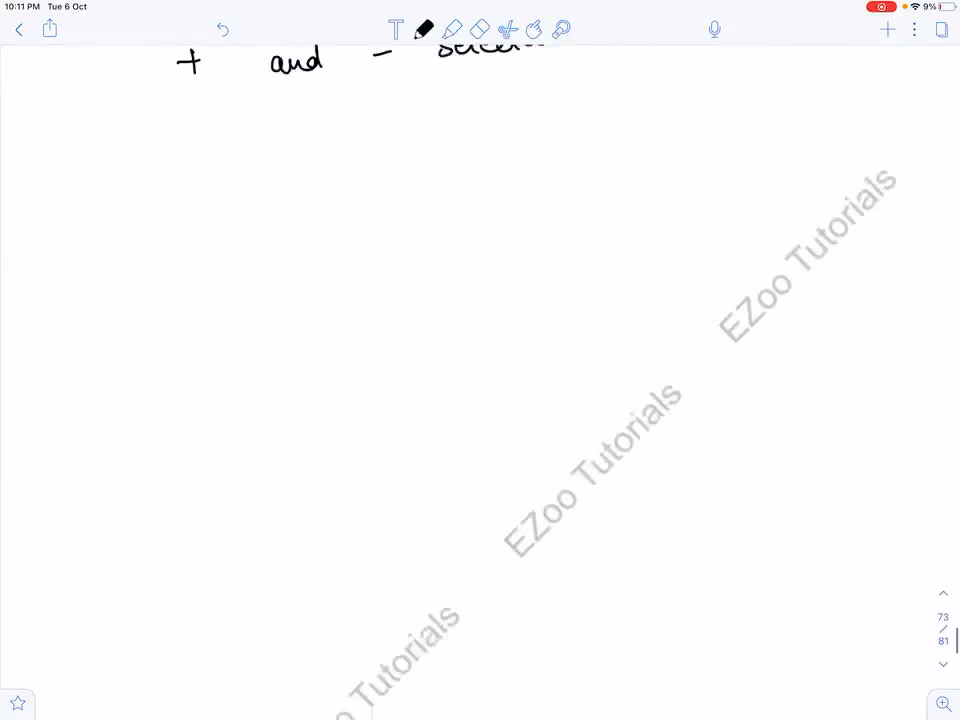 10:11 PM Tue 6 Oct
9%
T
+ and -
EZoo Tutorials
EZoo Tutorials
73
/
81
o Tutorials